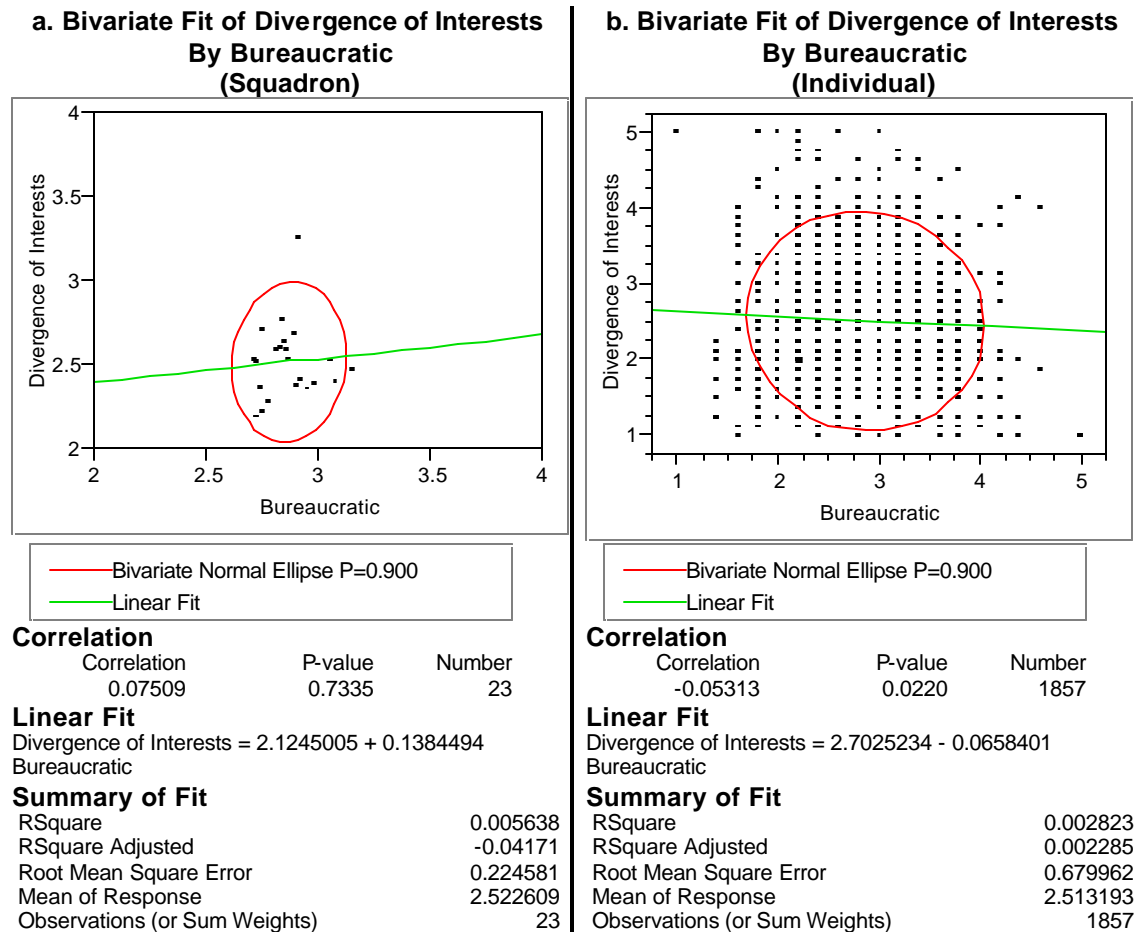 a. Bivariate Fit of Divergence of Interests
By Bureaucratic
(Squadron)
4
3.5
3
2.5
2
Divergence of Interests
2 2.5 3 3.5 4
Bureaucratic
Bivariate Normal Ellipse P=0.900
Linear Fit
Correlation
Correlation P-value Number
0.07509 0.7335 23
Linear Fit
Divergence of Interests = 2.1245005 + 0.1384494
Bureaucratic
Summary of Fit
RSquare 0.005638
RSquare Adjusted -0.04171
Root Mean Square Error 0.224581
Mean of Response 2.522609
Observations (or Sum Weights) 23
b. Bivariate Fit of Divergence of Interests
By Bureaucratic
(Individual)
5
4
3
2
1
Divergence of Interests
1 2 3 4 5
Bureaucratic
Bivariate Normal Ellipse P=0.900
Linear Fit
Correlation
Correlation P-value Number
-0.05313 0.0220 1857
Linear Fit
Divergence of Interests = 2.7025234 - 0.0658401
Bureaucratic
Summary of Fit
RSquare 0.002823
RSquare Adjusted 0.002285
Root Mean Square Error 0.679962
Mean of Response 2.513193
Observations (or Sum Weights) 1857